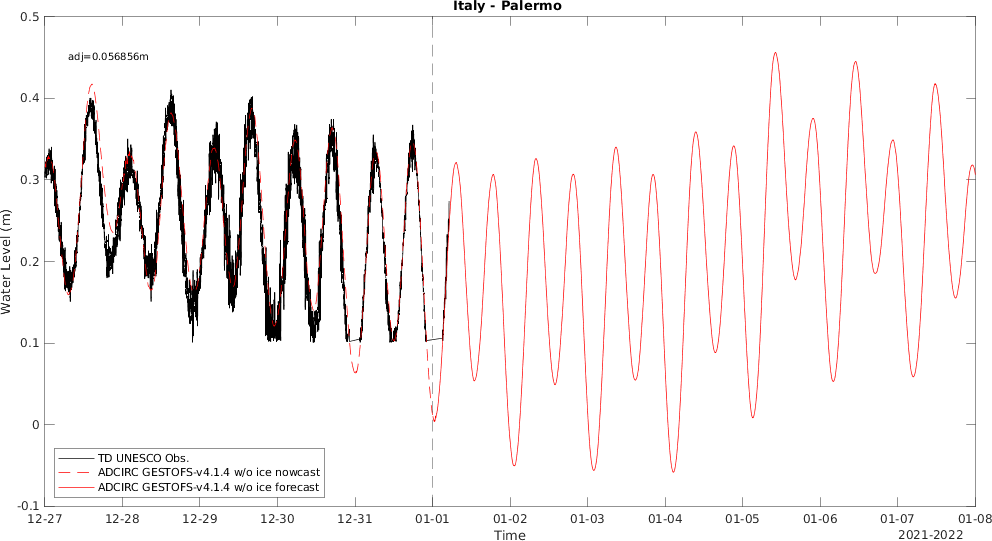 Italy - Palermo
adj=0.056856m
0.5
0.4
0.3
0.2
0.1
0
-0.1
Water Level (m)
TD UNESCO Obs.
ADCIRC GESTOFS-v4.1.4 w/o ice nowcast
ADCIRC GESTOFS-v4.1.4 w/o ice forecast
12-27 12-28 12-29 12-30 12-31 01-01 01-02 01-03 01-04 01-05 01-06 01-07 01-08
Time
2021-2022